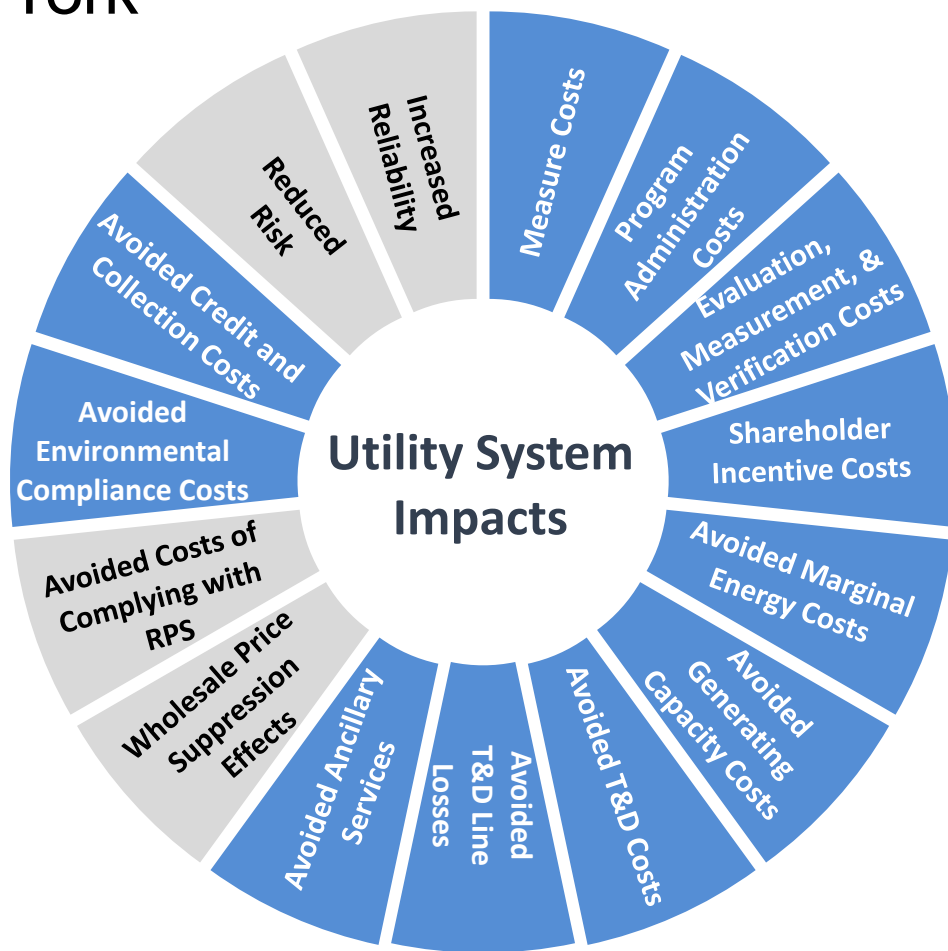 York
Measure Costs
Program
Administration
Costs
Evaluation,
Measurement, &
Verification Costs
Shareholder
Incentive Costs
Avoided Marginal
Energy Costs
Avoided
Generating
Capacity Costs
Avoided T&D Costs
Avoided
T&D Line
Losses
Avoided Ancillary
Services
Wholesale Price
Suppression
Effects
Avoided Costs of
Complying with
RPS
Avoided
Environmental
Compliance Costs
Avoided Credit and
Collection Costs
Reduced
Risk
Increased
Reliability
Utility System
Impacts